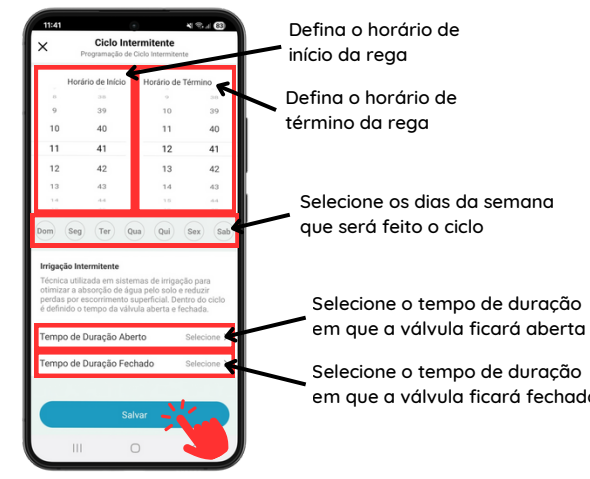 11:41
83
Ciclo Intermitente
Programação de Ciclo Intermitente
Horário de Início Horário de Término
9 39 10 39
10 40 11 40
11 41 12 41
12 42 13 42
13 43 14 43
14 44 15 44
Dom Seg Ter Qua Qui Sex Sab
Irrigação Intermitente
Técnica utilizada em sistemas de irrigação para
otimizar a absorção de água pelo solo e reduzir
perdas por escorrimento superficial. Dentro do ciclo
é definido o tempo da válvula aberta e fechada.
Tempo de Duração Aberto Selecione
Tempo de Duração Fechado Selecione
Salvar
Defina o horário de
início da rega
Defina o horário de
término da rega
Selecione os dias da semana
que será feito o ciclo
Selecione o tempo de duração
em que a válvula ficará aberta
Selecione o tempo de duração
em que a válvula ficará fechada